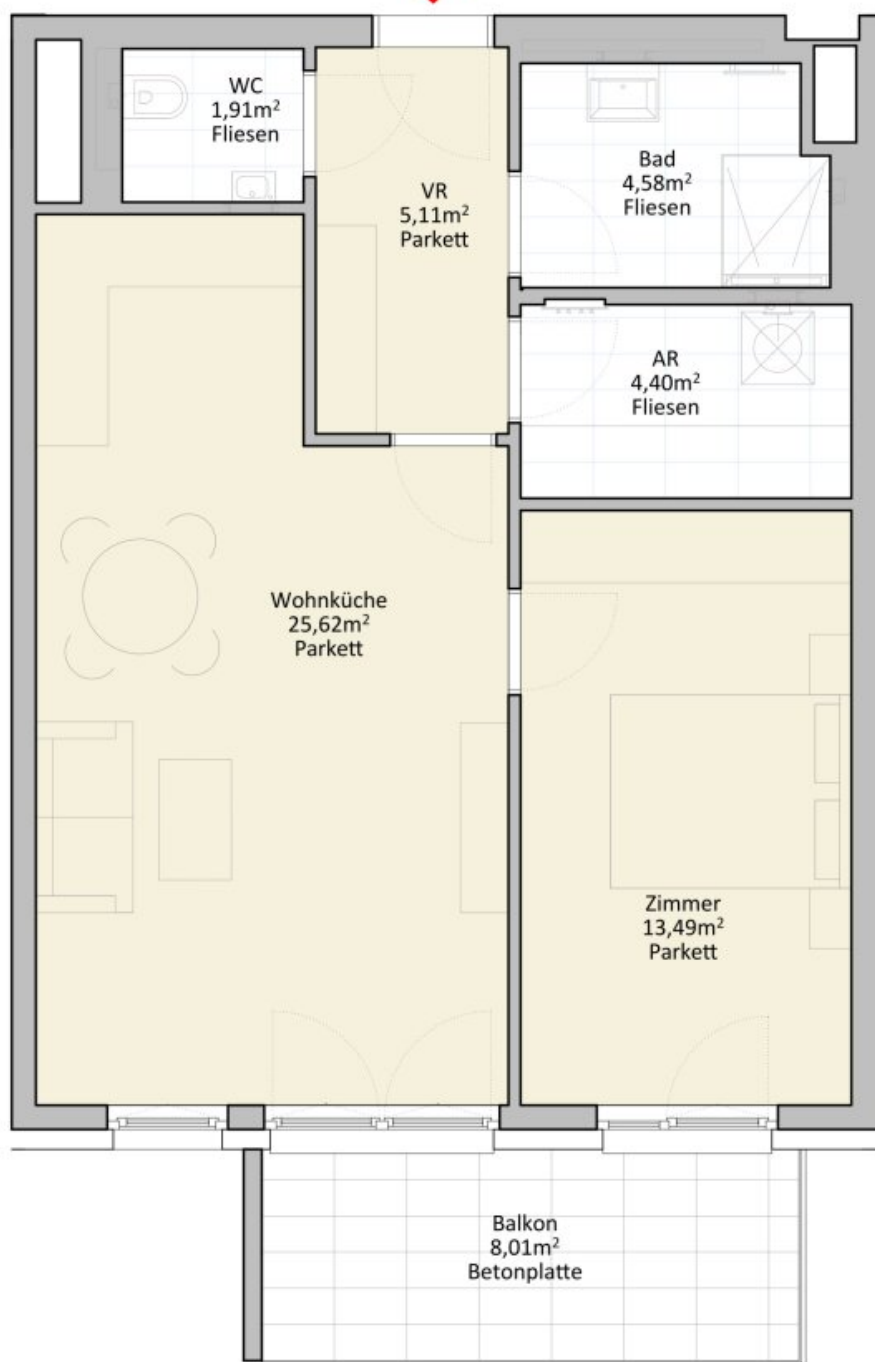 WC
1,91m²
Fliesen
VR
5,11m²
Parkett
Bad
4,58m²
Fliesen
AR
4,40m²
Fliesen
Wohnküche
25,62m²
Parkett
Zimmer
13,49m²
Parkett
Balkon
8,01m²
Betonplatte